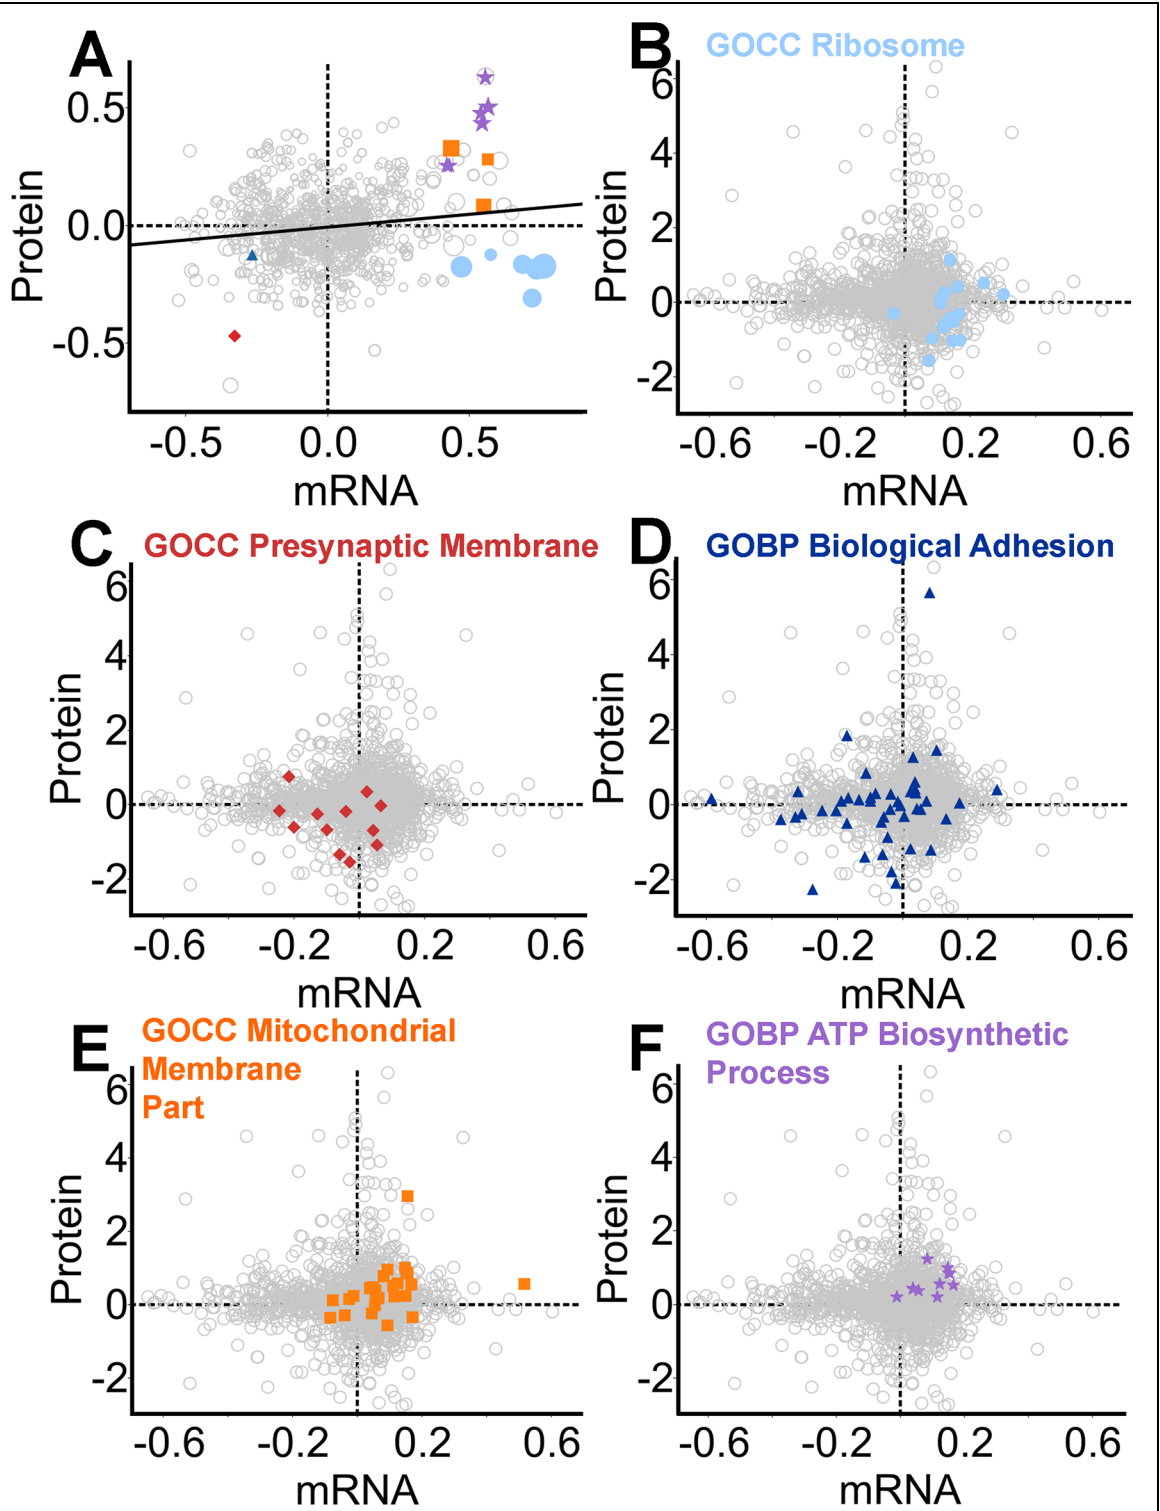 A
0.5
0.0
-0.5
Protein
-0.5 0.0 0.5
mRNA
B GOCC Ribosome
6
4
2
0
-2
Protein
-0.6 -0.2 0.2 0.6
mRNA
C GOCC Presynaptic Membrane
6
4
2
0
-2
Protein
-0.6 -0.2 0.2 0.6
mRNA
D GOBP Biological Adhesion
6
4
2
0
-2
Protein
-0.6 -0.2 0.2 0.6
mRNA
E GOCC Mitochondrial
Membrane
Part
6
4
2
0
-2
Protein
-0.6 -0.2 0.2 0.6
mRNA
F GOBP ATP Biosynthetic
Process
6
4
2
0
-2
Protein
-0.6 -0.2 0.2 0.6
mRNA